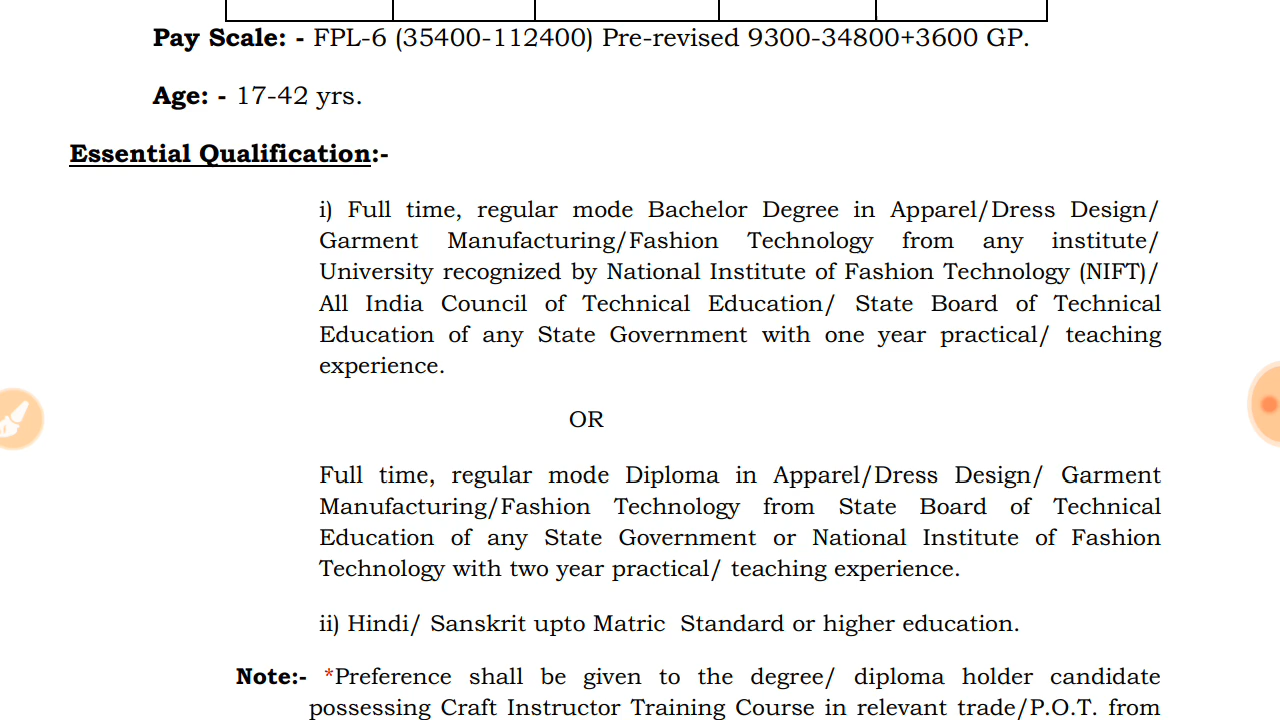 Pay Scale: - FPL-6 (35400-112400) Pre-revised 9300-34800+3600 GP.
Age: - 17-42 yrs.
Essential Qualification:-
i) Full time, regular mode Bachelor Degree in Apparel/Dress Design/
Garment Manufacturing/Fashion Technology from any institute/
University recognized by National Institute of Fashion Technology (NIFT)/
All India Council of Technical Education/ State Board of Technical
Education of any State Government with one year practical/ teaching
experience.
OR
Full time, regular mode Diploma in Apparel/Dress Design/ Garment
Manufacturing/Fashion Technology from State Board of Technical
Education of any State Government or National Institute of Fashion
Technology with two year practical/ teaching experience.
ii) Hindi/ Sanskrit upto Matric Standard or higher education.
Note:- *Preference shall be given to the degree/ diploma holder candidate
possessing Craft Instructor Training Course in relevant trade/P.O.T. from